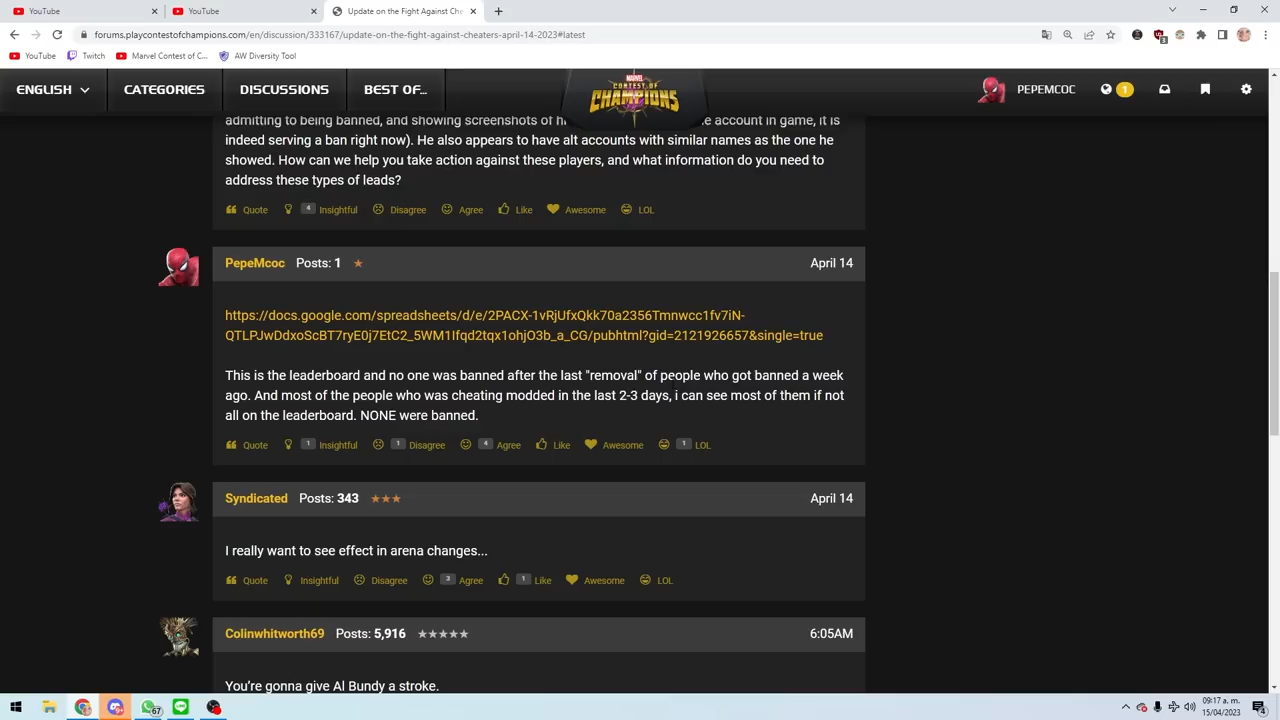 YouTube
YouTube
Update on the Fight Against Che
forums.playcontestofchampions.com/en/discussion/333167/update-on-the-fight-against-cheaters-april-14-2023#latest
3
YouTube
Twitch
Marvel Contest of C...
AW Diversity Tool
ENGLISH
CATEGORIES
DISCUSSIONS
BEST OF...
MARVEL
CONTEST OF
CHAMPIONS
PEPEMCOC
1
admitting to being banned, and showing screenshots of hi
e account in game, it is
indeed serving a ban right now). He also appears to have alt accounts with similar names as the one he
showed. How can we help you take action against these players, and what information do you need to
address these types of leads?
Quote 4 Insightful Disagree Agree Like Awesome LOL
PepeMcoc Posts: 1 April 14
https://docs.google.com/spreadsheets/d/e/2PACX-1vRjUfxQkk70a2356Tmnwcc1fv7iN-
QTLPJwDdxoScBT7ryE0j7EtC2_5WM1Ifqd2tqx1ohjO3b_a_CG/pubhtml?gid=2121926657&single=true
This is the leaderboard and no one was banned after the last "removal" of people who got banned a week
ago. And most of the people who was cheating modded in the last 2-3 days, i can see most of them if not
all on the leaderboard. NONE were banned.
Quote 1 Insightful 1 Disagree 4 Agree Like Awesome 1 LOL
Syndicated Posts: 343 April 14
I really want to see effect in arena changes...
Quote Insightful Disagree 3 Agree 1 Like Awesome LOL
Colinwhitworth69 Posts: 5,916 6:05AM
You're gonna give Al Bundy a stroke.
67
09:17 a. m.
15/04/2023
4